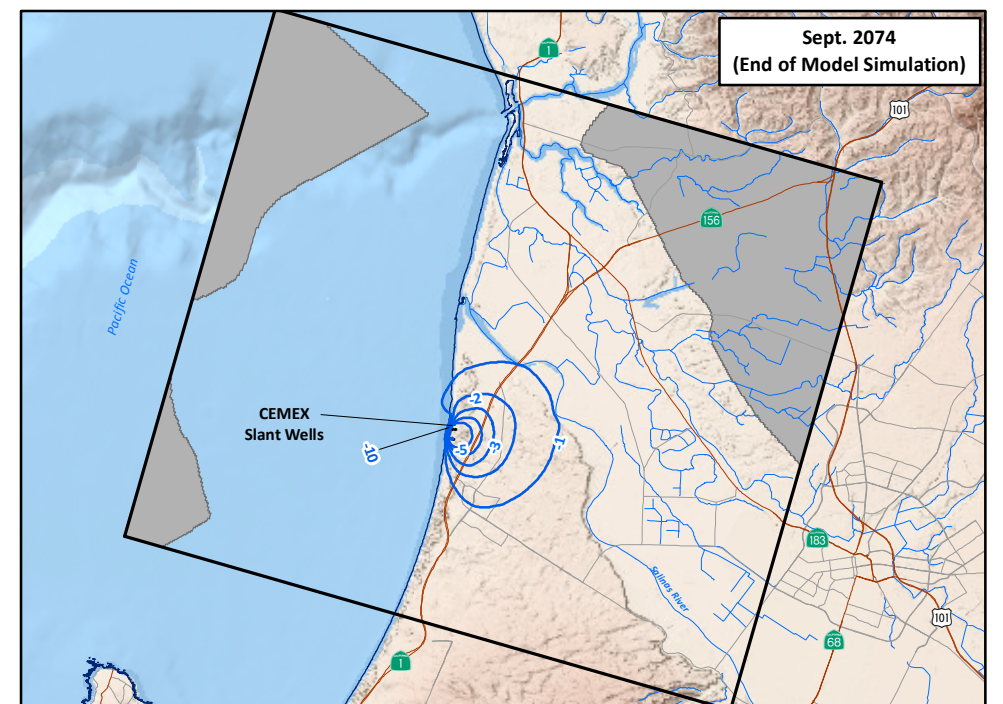 Sept. 2074
(End of Model Simulation)
1
101
156
Pacific Ocean
CEMEX
Slant Wells
-10
-2
-5
-3
-1
183
Salinas River
101
68
1